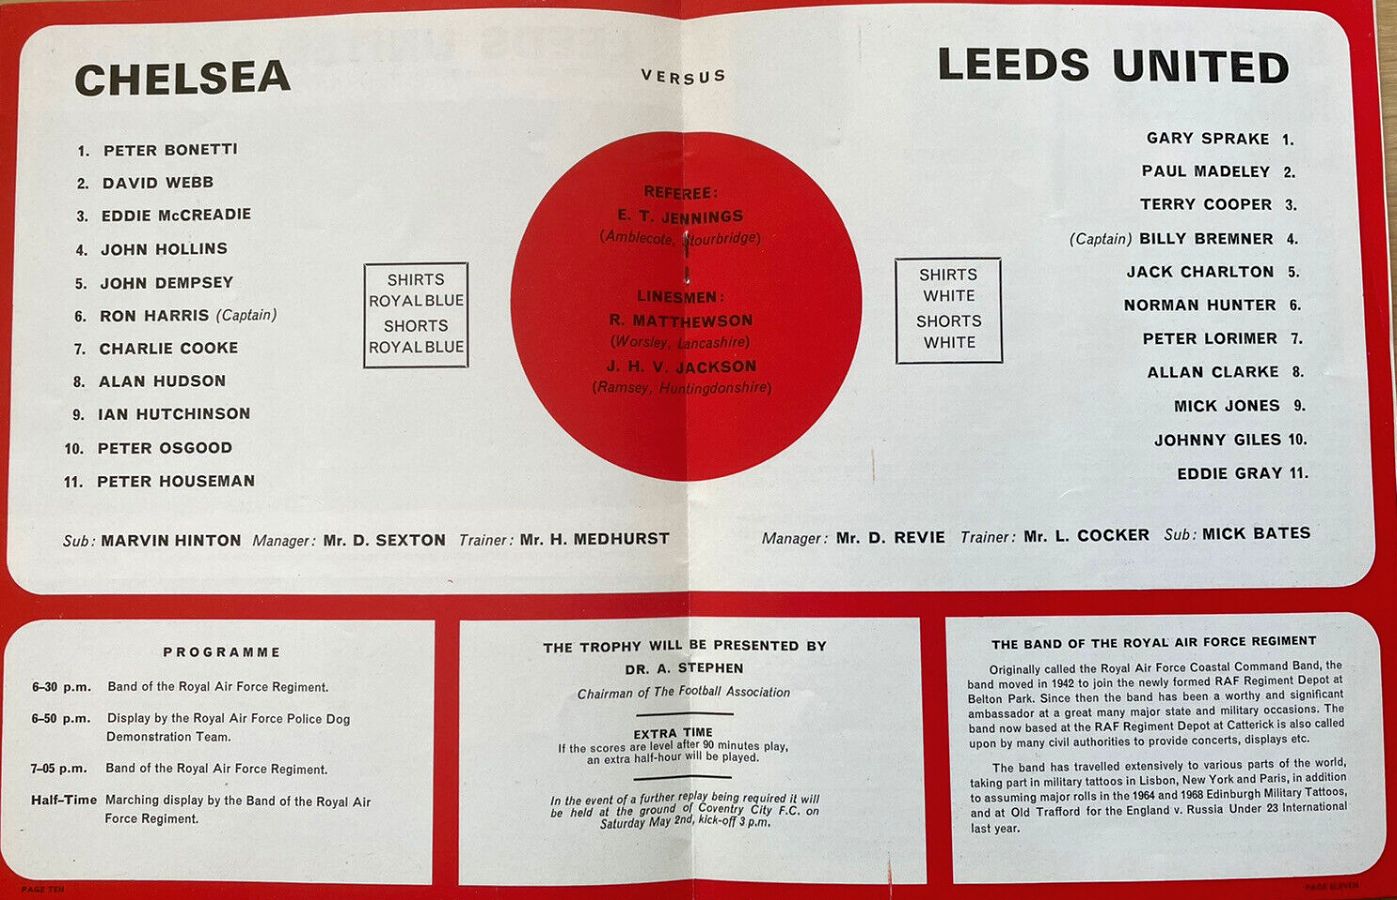 CHELSEA
VERSUS
LEEDS UNITED
1. PETER BONETTI
2. DAVID WEBB
3. EDDIE McCREADIE
4. JOHN HOLLINS
5. JOHN DEMPSEY
6. RON HARRIS (Captain)
7. CHARLIE COOKE
8. ALAN HUDSON
9. IAN HUTCHINSON
10. PETER OSGOOD
11. PETER HOUSEMAN
SHIRTS
ROYAL BLUE
SHORTS
ROYAL BLUE
REFEREE:
E. T. JENNINGS
(Amblecote, Stourbridge)
LINESMEN:
R. MATTHEWSON
(Worsley, Lancashire)
J. H. V. JACKSON
(Ramsey, Huntingdonshire)
SHIRTS
WHITE
SHORTS
WHITE
GARY SPRAKE 1.
PAUL MADELEY 2.
TERRY COOPER 3.
(Captain) BILLY BREMNER 4.
JACK CHARLTON 5.
NORMAN HUNTER 6.
PETER LORIMER 7.
ALLAN CLARKE 8.
MICK JONES 9.
JOHNNY GILES 10.
EDDIE GRAY 11.
Sub: MARVIN HINTON Manager: Mr. D. SEXTON Trainer: Mr. H. MEDHURST
Manager: Mr. D. REVIE Trainer: Mr. L. COCKER Sub: MICK BATES
PROGRAMME
6–30 p.m. Band of the Royal Air Force Regiment.
6–50 p.m. Display by the Royal Air Force Police Dog
Demonstration Team.
7–05 p.m. Band of the Royal Air Force Regiment.
Half–Time Marching display by the Band of the Royal Air
Force Regiment.
THE TROPHY WILL BE PRESENTED BY
DR. A. STEPHEN
Chairman of The Football Association
EXTRA TIME
If the scores are level after 90 minutes play,
an extra half-hour will be played.
In the event of a further replay being required it will
be held at the ground of Coventry City F.C. on
Saturday May 2nd, kick-off 3 p.m.
THE BAND OF THE ROYAL AIR FORCE REGIMENT
Originally called the Royal Air Force Coastal Command Band, the
band moved in 1942 to join the newly formed RAF Regiment Depot at
Belton Park. Since then the band has been a worthy and significant
ambassador at a great many major state and military occasions. The
band now based at the RAF Regiment Depot at Catterick is also called
upon by many civil authorities to provide concerts, displays etc.
The band has travelled extensively to various parts of the world,
taking part in military tattoos in Lisbon, New York and Paris, in addition
to assuming major rolls in the 1964 and 1968 Edinburgh Military Tattoos,
and at Old Trafford for the England v. Russia Under 23 International
last year.
PAGE TEN
PAGE ELEVEN